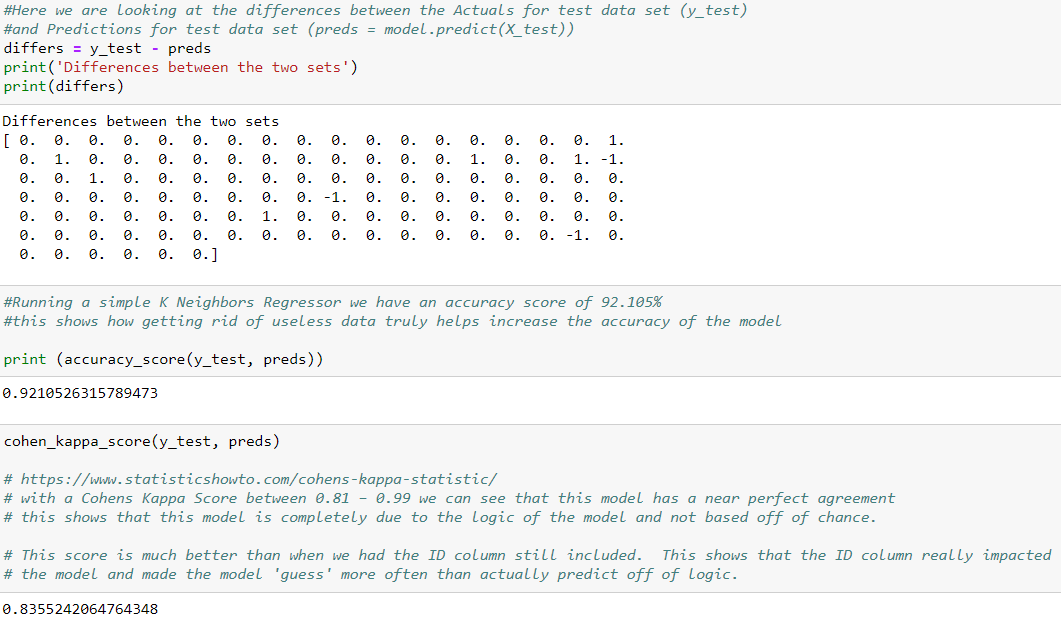 #Here we are looking at the differences between the Actuals for test data set (y_test)
#and Predictions for test data set (preds = model.predict(X_test))
differs = y_test - preds
print('Differences between the two sets')
print(differs)
Differences between the two sets
[ 0.  0.  0.  0.  0.  0.  0.  0.  0.  0.  0.  0.  0.  0.  0.  0.  0.  1.
  0.  1.  0.  0.  0.  0.  0.  0.  0.  0.  0.  0.  0.  1.  0.  0.  1. -1.
  0.  0.  1.  0.  0.  0.  0.  0.  0.  0.  0.  0.  0.  0.  0.  0.  0.  0.
  0.  0.  0.  0.  0.  0.  0.  0.  0. -1.  0.  0.  0.  0.  0.  0.  0.  0.
  0.  0.  0.  0.  0.  0.  0.  1.  0.  0.  0.  0.  0.  0.  0.  0.  0.  0.
  0.  0.  0.  0.  0.  0.  0.  0.  0.  0.  0.  0.  0.  0.  0.  0. -1.  0.
  0.  0.  0.  0.  0.  0.]
#Running a simple K Neighbors Regressor we have an accuracy score of 92.105%
#this shows how getting rid of useless data truly helps increase the accuracy of the model
print (accuracy_score(y_test, preds))
0.9210526315789473
cohen_kappa_score(y_test, preds)
# https://www.statisticshowto.com/cohens-kappa-statistic/
# with a Cohens Kappa Score between 0.81 – 0.99 we can see that this model has a near perfect agreement
# this shows that this model is completely due to the logic of the model and not based off of chance.
# This score is much better than when we had the ID column still included.  This shows that the ID column really impacted
# the model and made the model 'guess' more often than actually predict off of logic.
0.8355242064764348